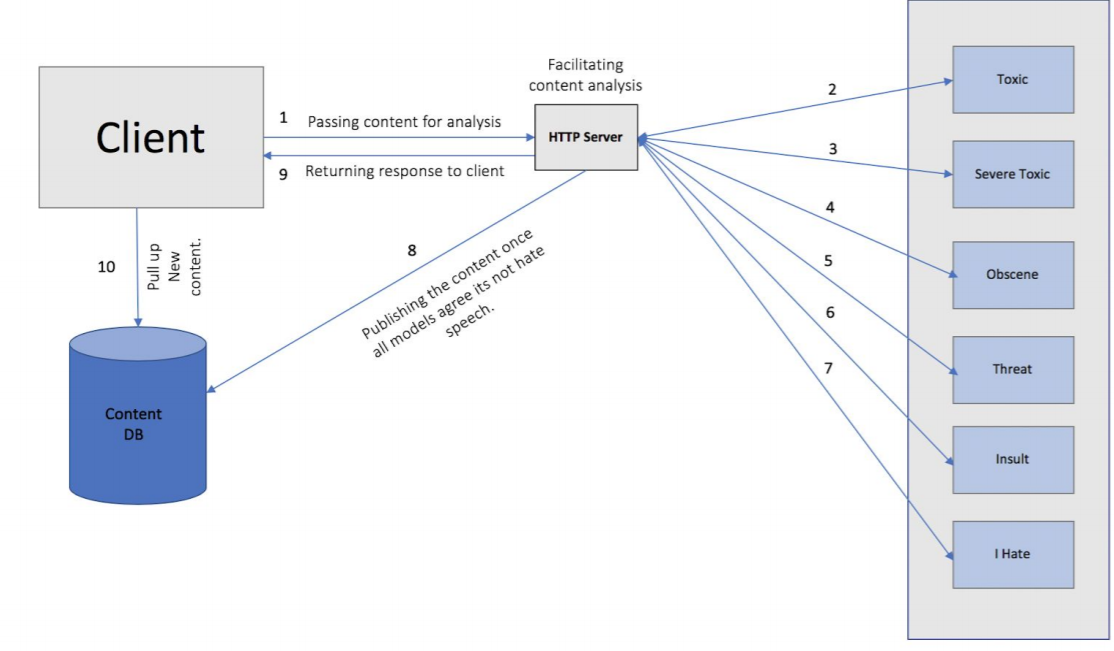 Client
1
Passing content for analysis
9
Returning response to client
Facilitating
content analysis
HTTP Server
2
3
4
5
6
7
Toxic
Severe Toxic
Obscene
Threat
Insult
I Hate
8
Publishing the content once
all models agree its not hate
speech.
10
Pull up
New
content.
Content
DB